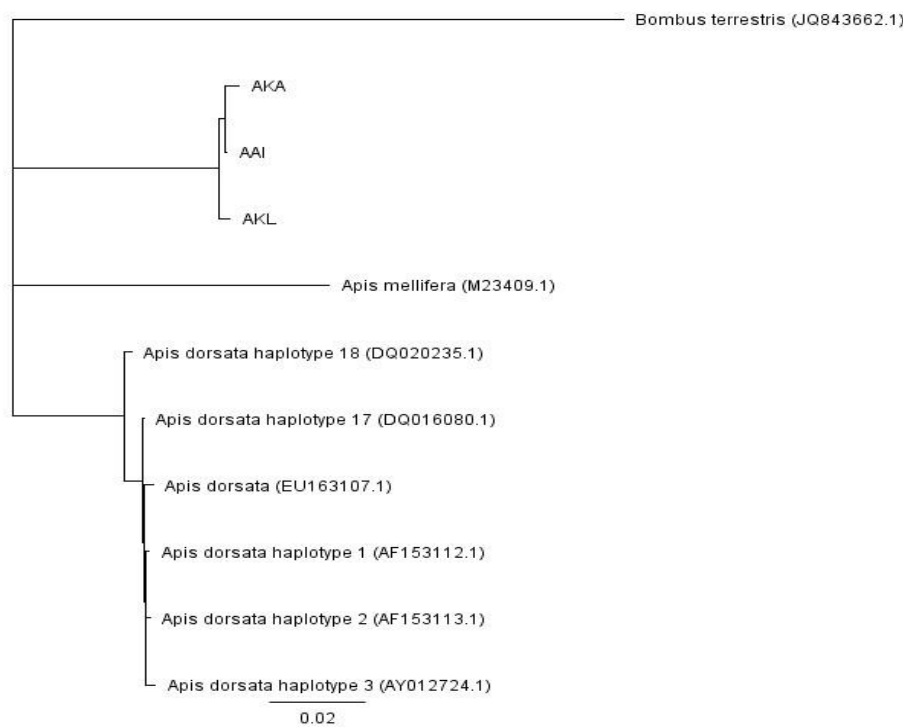 Bombus terrestris (JQ843662.1)
AKA
AAI
AKL
Apis mellifera (M23409.1)
Apis dorsata haplotype 18 (DQ020235.1)
Apis dorsata haplotype 17 (DQ016080.1)
Apis dorsata (EU163107.1)
Apis dorsata haplotype 1 (AF153112.1)
Apis dorsata haplotype 2 (AF153113.1)
Apis dorsata haplotype 3 (AY012724.1)
0.02